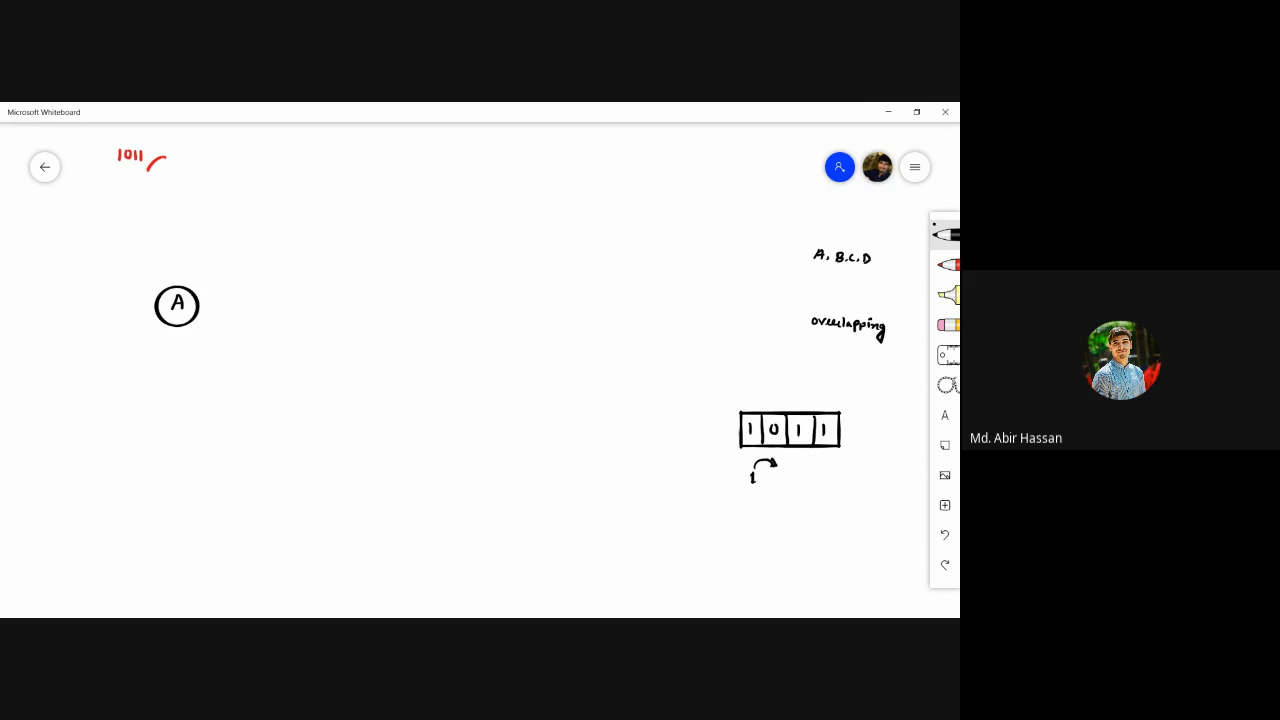 Microsoft Whiteboard
1011
A, B.C.D
A
overlapping
1 0 1 1
1
A
Md. Abir Hassan